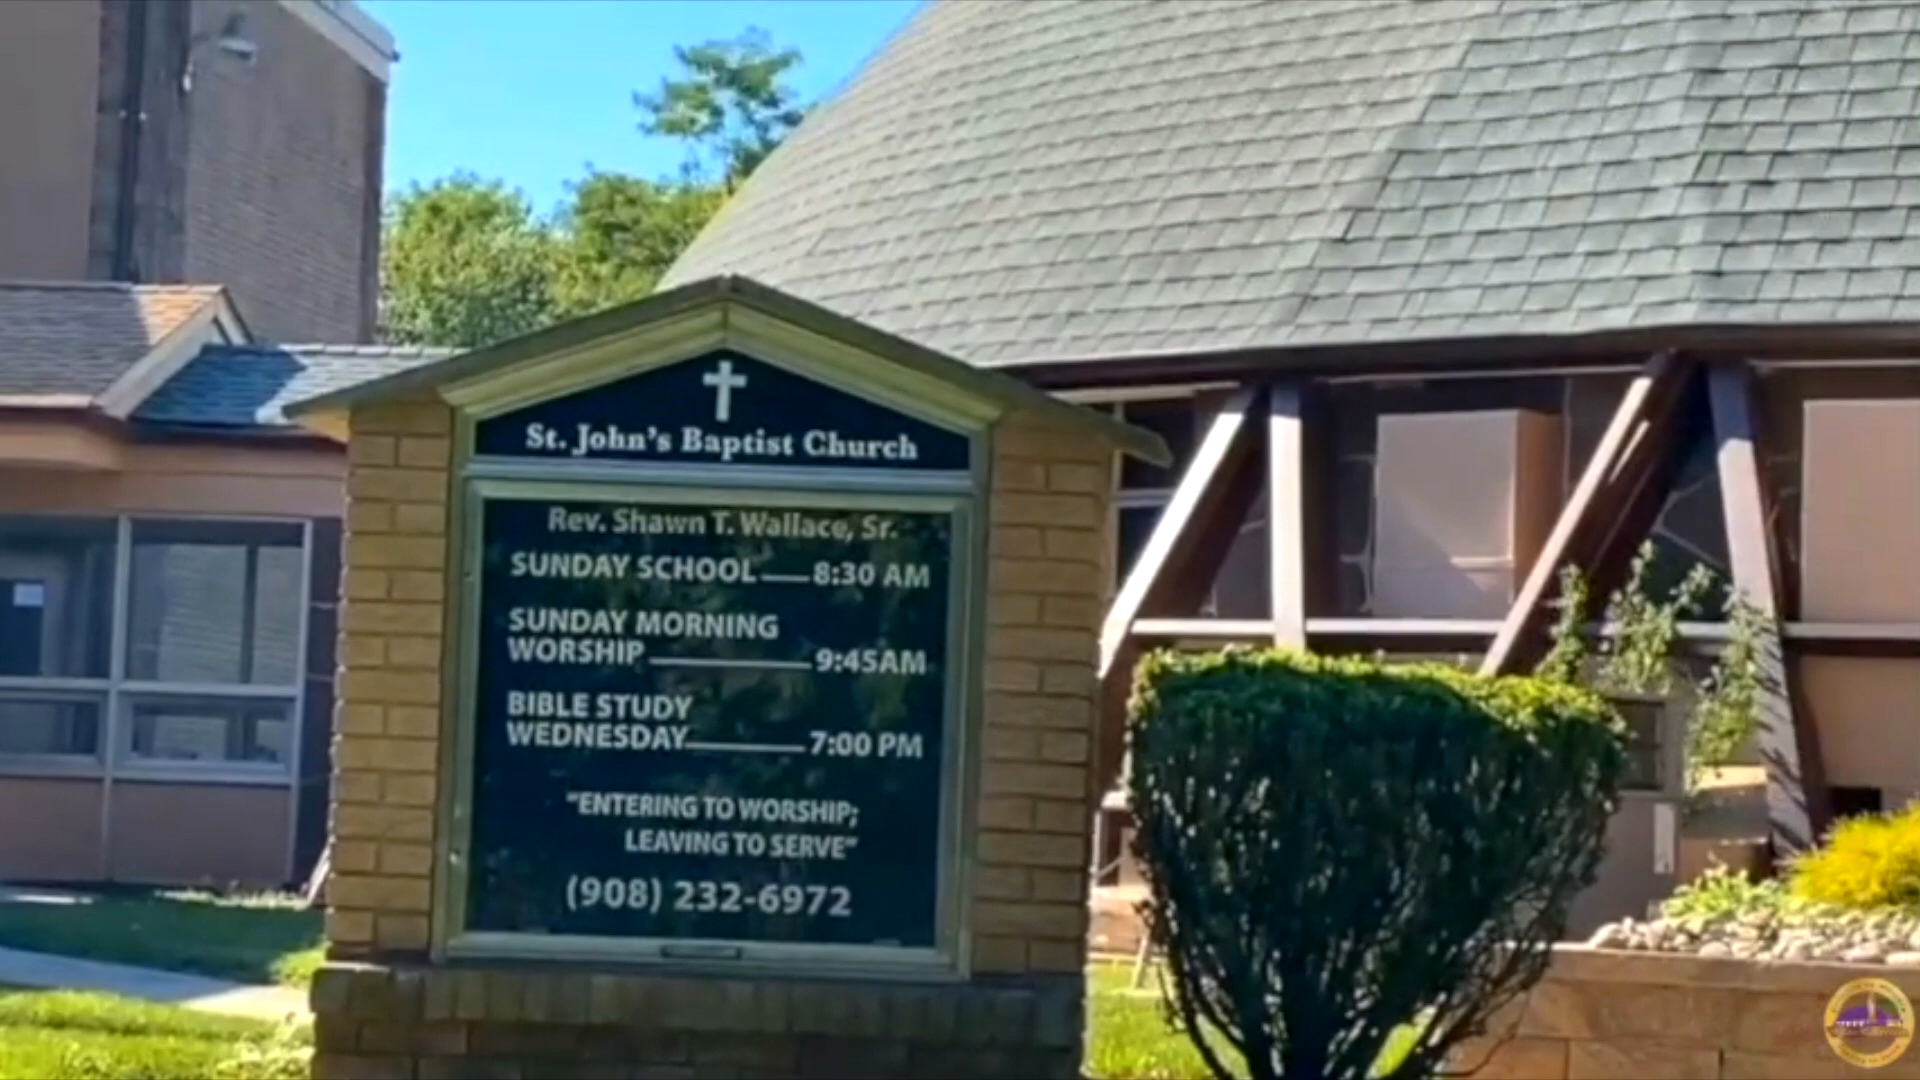 St. John's Baptist Church
Rev. Shawn T. Wallace, Sr.
SUNDAY SCHOOL 8:30 AM
SUNDAY MORNING
WORSHIP 9:45AM
BIBLE STUDY
WEDNESDAY 7:00 PM
"ENTERING TO WORSHIP;
LEAVING TO SERVE"
(908) 232-6972